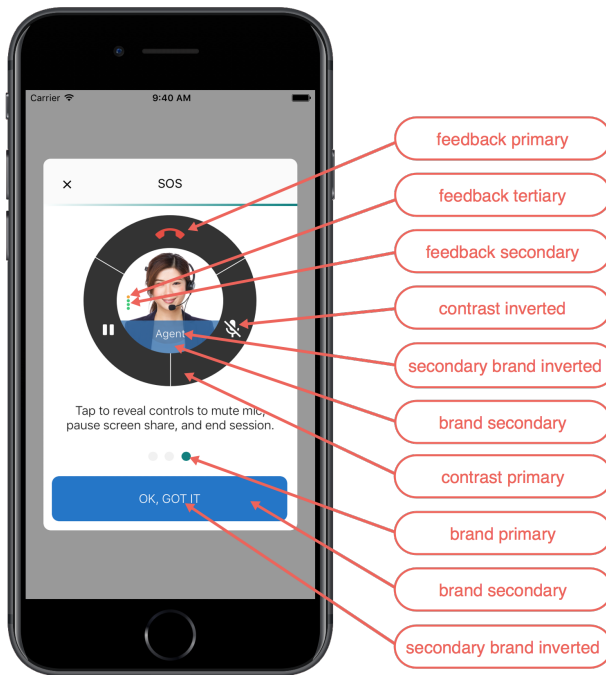 Carrier
9:40 AM
SOS
Agent
Tap to reveal controls to mute mic,
pause screen share, and end session.
OK, GOT IT
feedback primary
feedback tertiary
feedback secondary
contrast inverted
secondary brand inverted
brand secondary
contrast primary
brand primary
brand secondary
secondary brand inverted